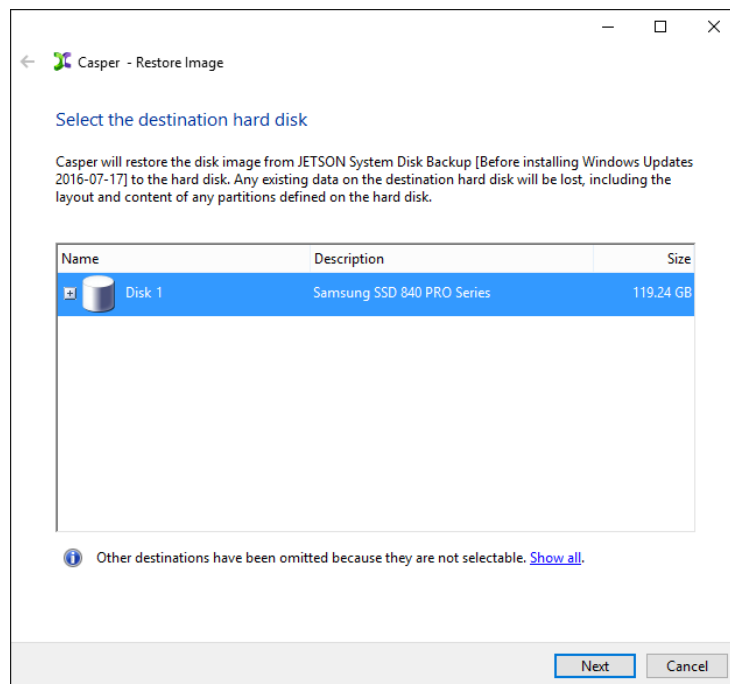 Casper - Restore Image
Select the destination hard disk
Casper will restore the disk image from JETSON System Disk Backup [Before installing Windows Updates
2016-07-17] to the hard disk. Any existing data on the destination hard disk will be lost, including the
layout and content of any partitions defined on the hard disk.
Name Description Size
Disk 1 Samsung SSD 840 PRO Series 119.24 GB
Other destinations have been omitted because they are not selectable. Show all.
Next Cancel